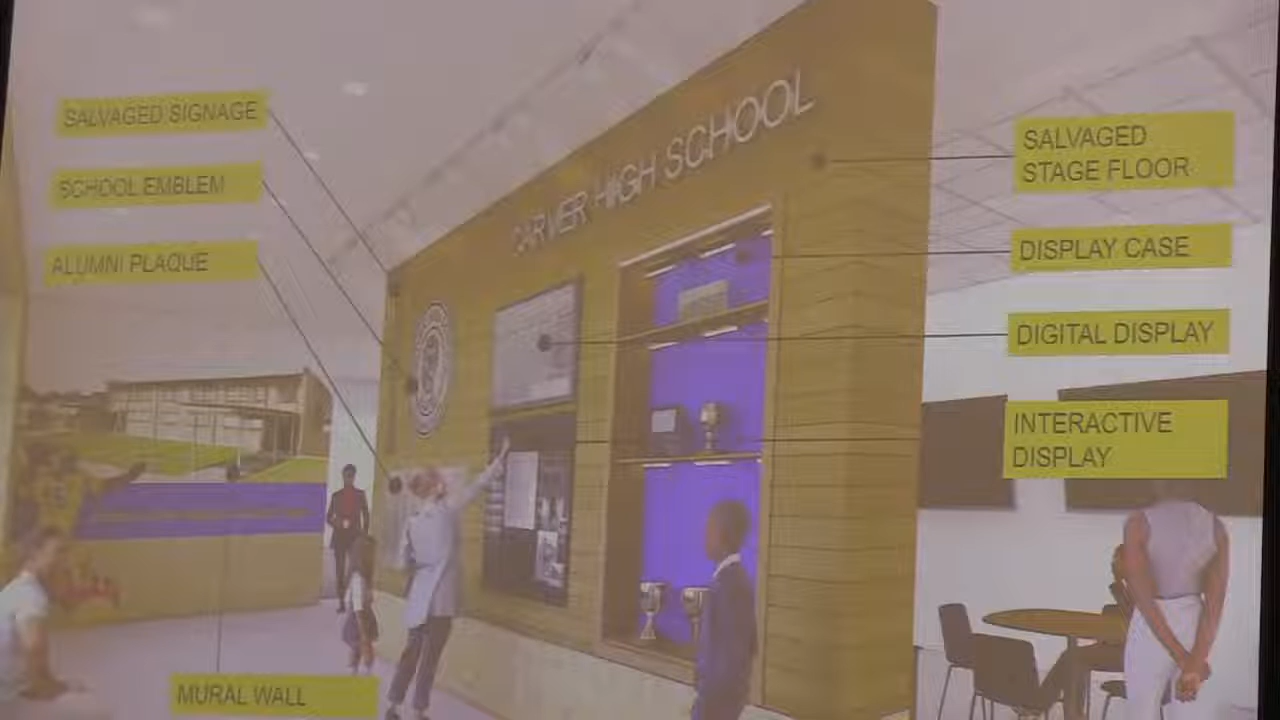 SALVAGED SIGNAGE
SCHOOL EMBLEM
ALUMNI PLAQUE
CARVER HIGH SCHOOL
SALVAGED
STAGE FLOOR
DISPLAY CASE
DIGITAL DISPLAY
INTERACTIVE
DISPLAY
MURAL WALL